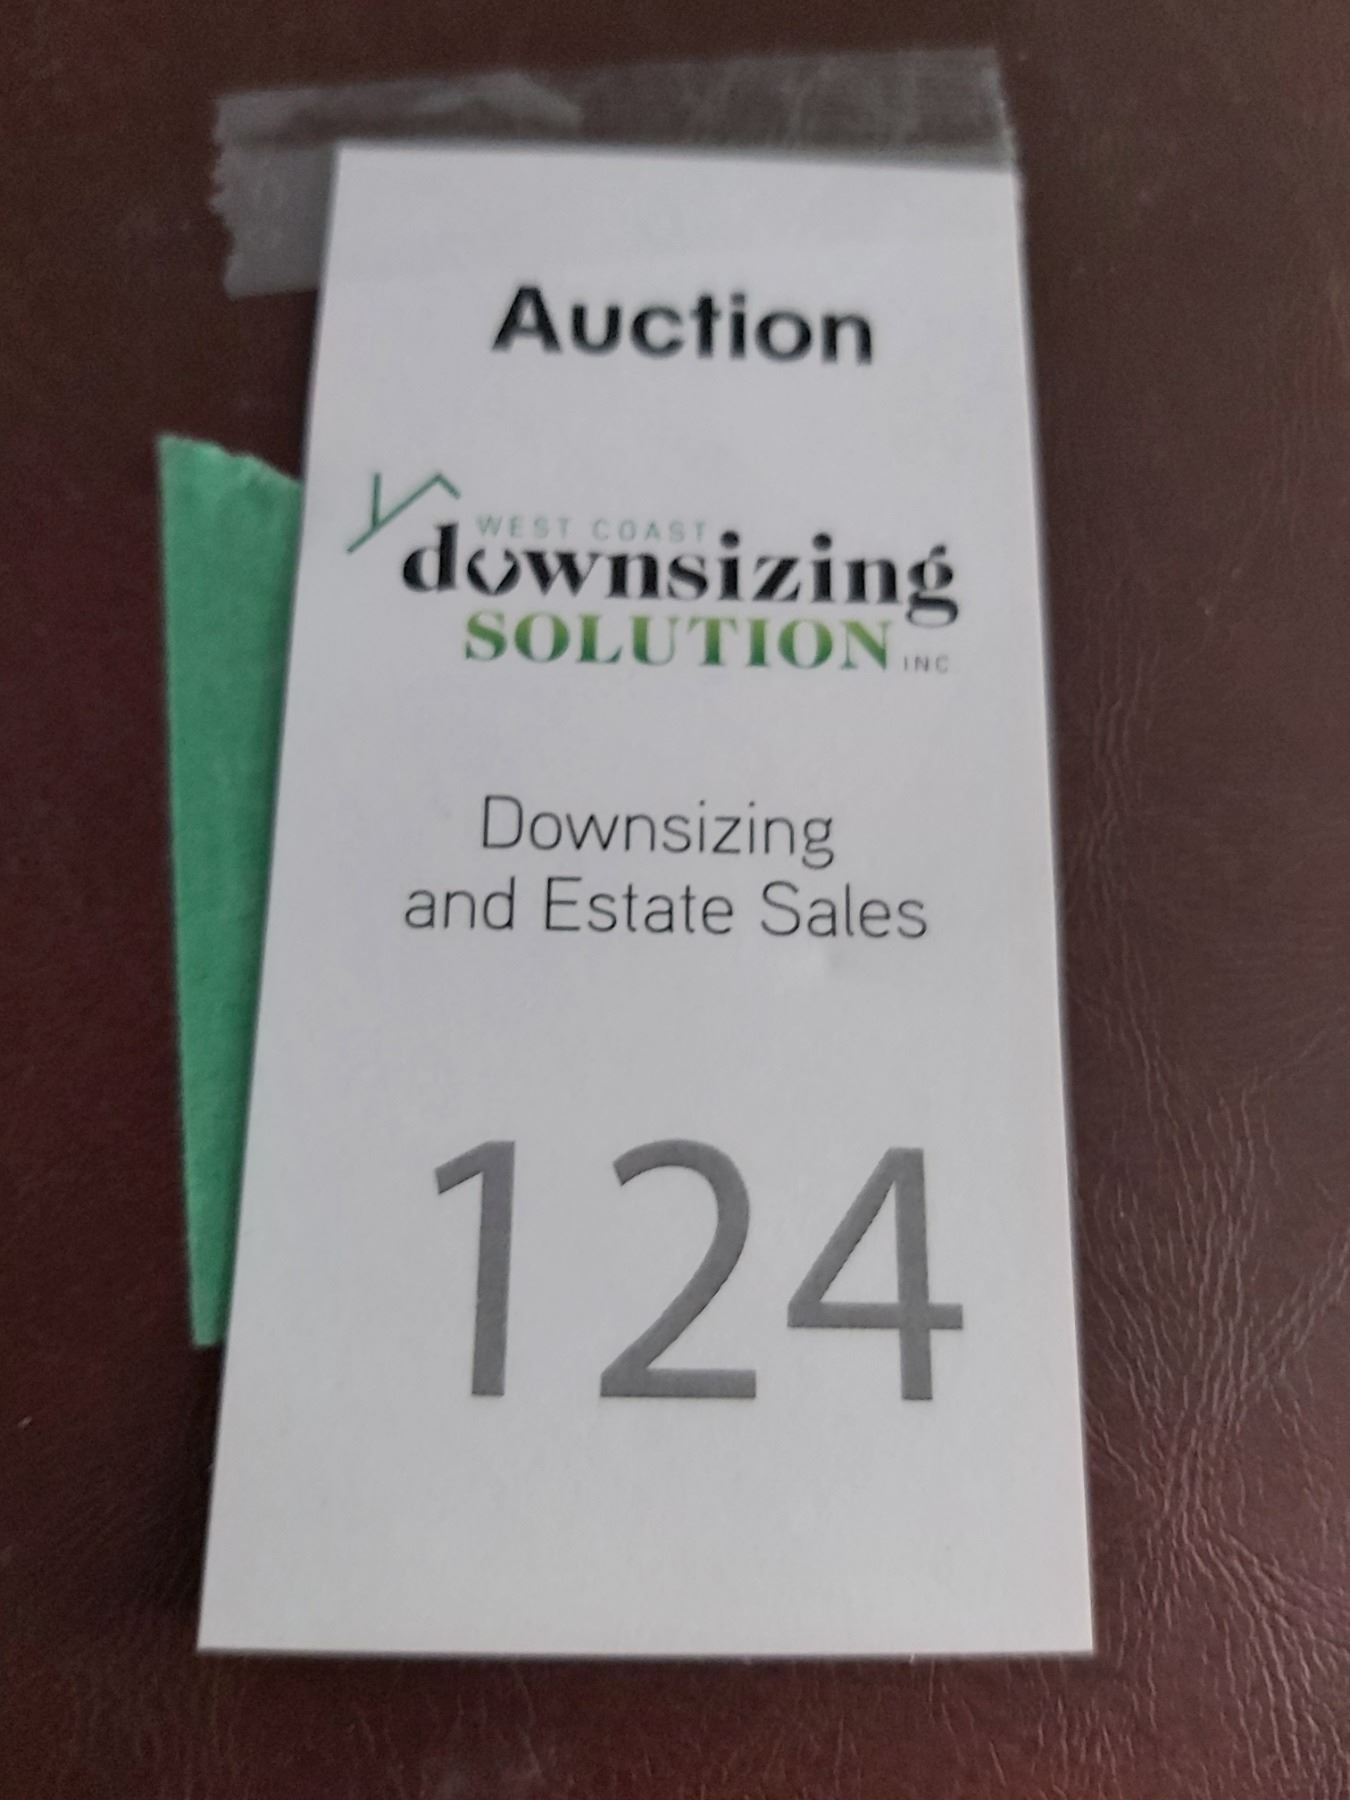 Auction
WEST COAST
downsizing
SOLUTION INC
Downsizing
and Estate Sales
124